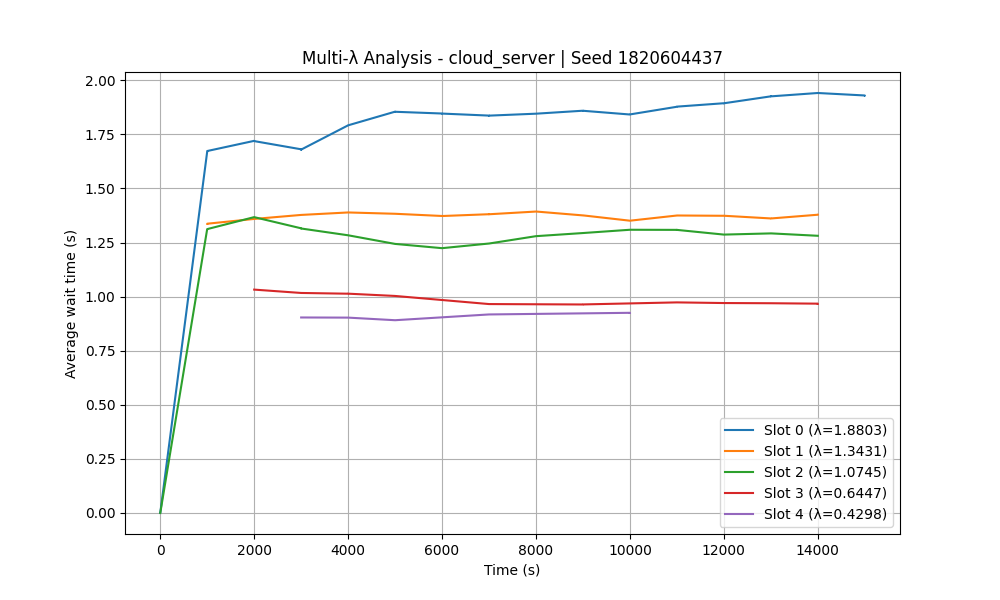 Multi-λ Analysis - cloud_server | Seed 1820604437
Average wait time (s)
2.00
1.75
1.50
1.25
1.00
0.75
0.50
0.25
0.00
Slot 0 (λ=1.8803)
Slot 1 (λ=1.3431)
Slot 2 (λ=1.0745)
Slot 3 (λ=0.6447)
Slot 4 (λ=0.4298)
0 2000 4000 6000 8000 10000 12000 14000
Time (s)